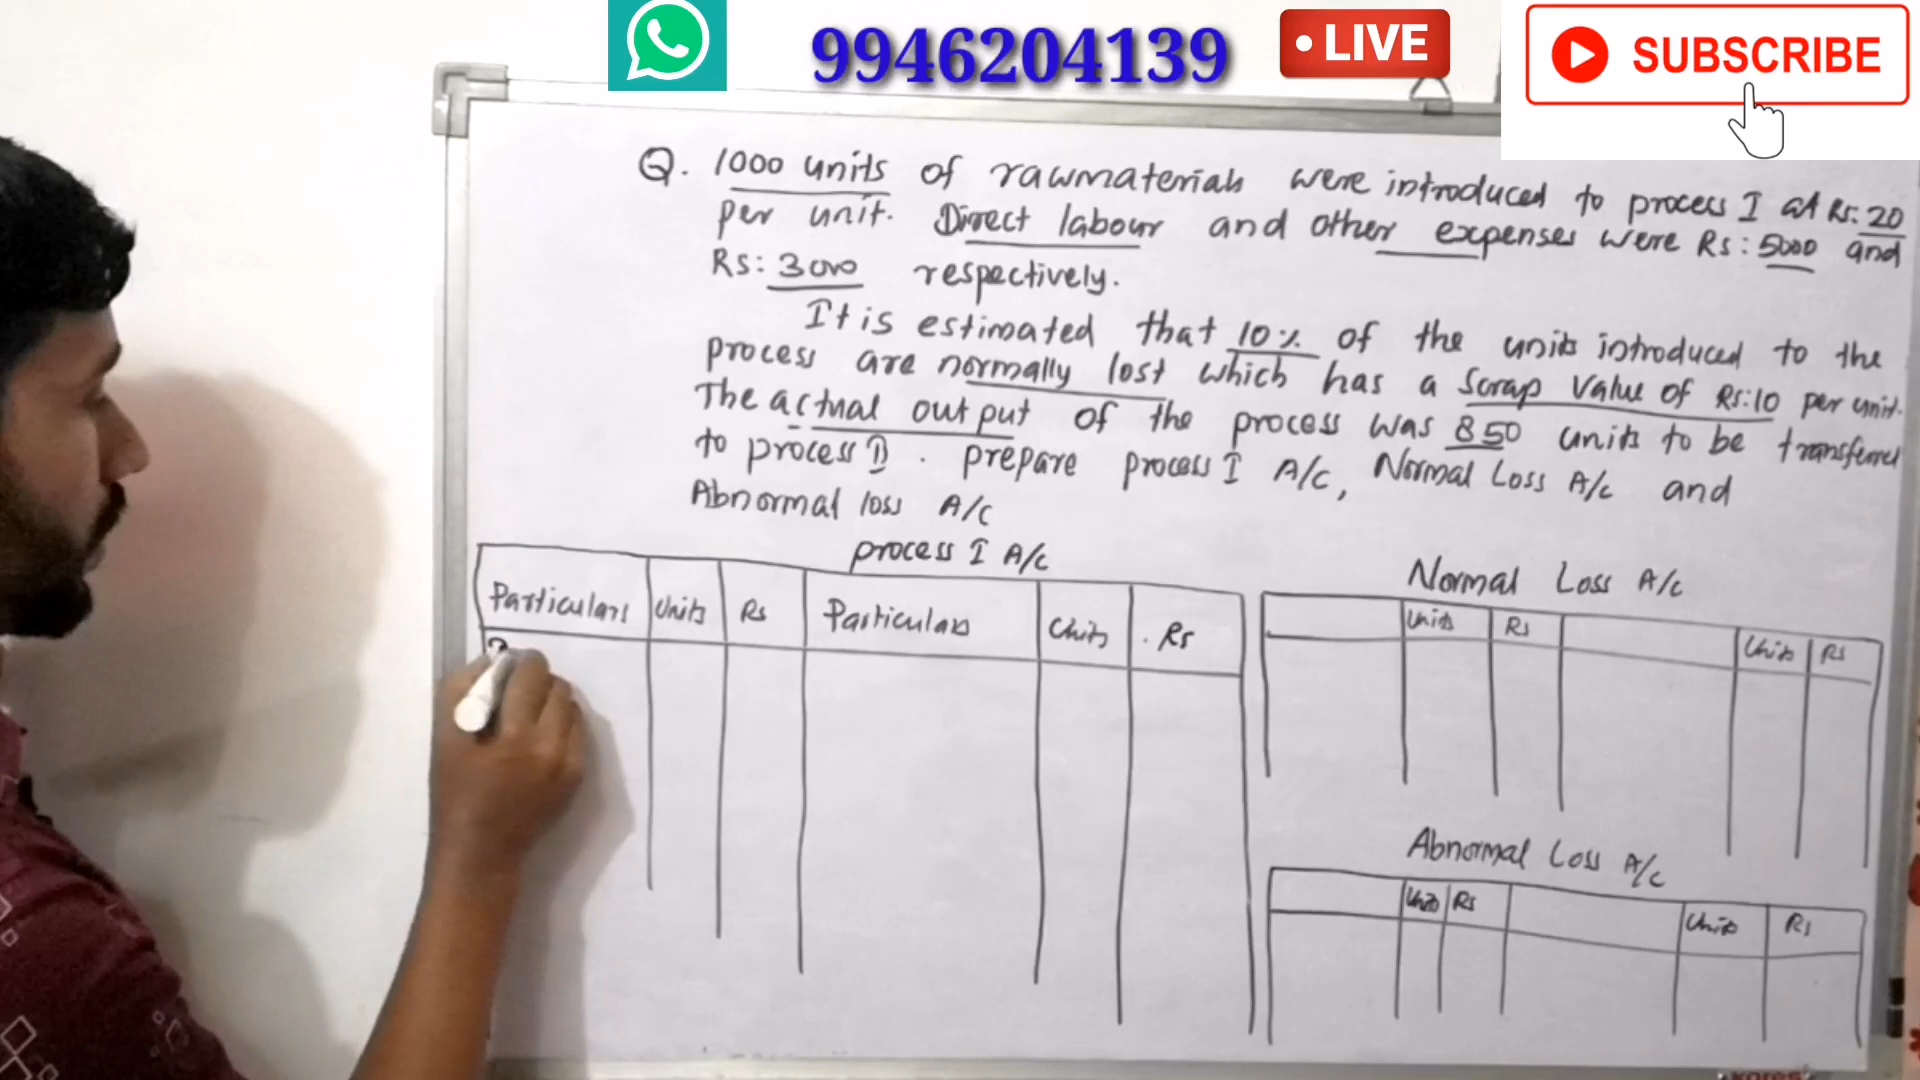 9946204139
• LIVE
SUBSCRIBE
Q. 1000 units of rawmaterials were introduced to process I at Rs: 20
per unit. Direct labour and other expenses were Rs: 5000 and
Rs: 3000 respectively.
It is estimated that 10% of the units introduced to the
process are normally lost which has a scrap value of Rs:10 per unit.
The actual output of the process was 850 units to be transferred
to process II. prepare process I A/C, Normal Loss A/c and
Abnormal loss A/C
process I A/c
Particulars Units Rs Particulars Units Rs
Normal Loss A/c
Units Rs Units Rs
Abnormal Loss A/c
Units Rs Units Rs